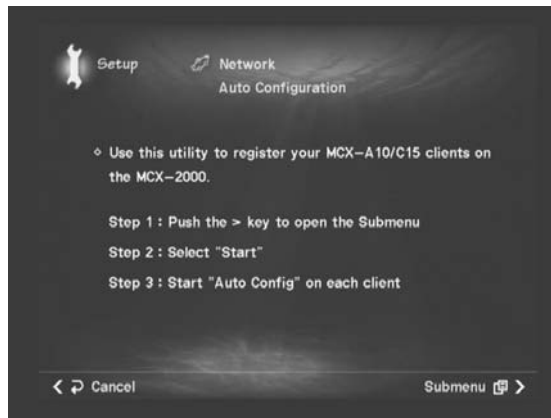 Setup
Network
Auto Configuration
Use this utility to register your MCX-A10/C15 clients on
the MCX-2000.
Step 1 : Push the > key to open the Submenu
Step 2 : Select "Start"
Step 3 : Start "Auto Config" on each client
Cancel
Submenu